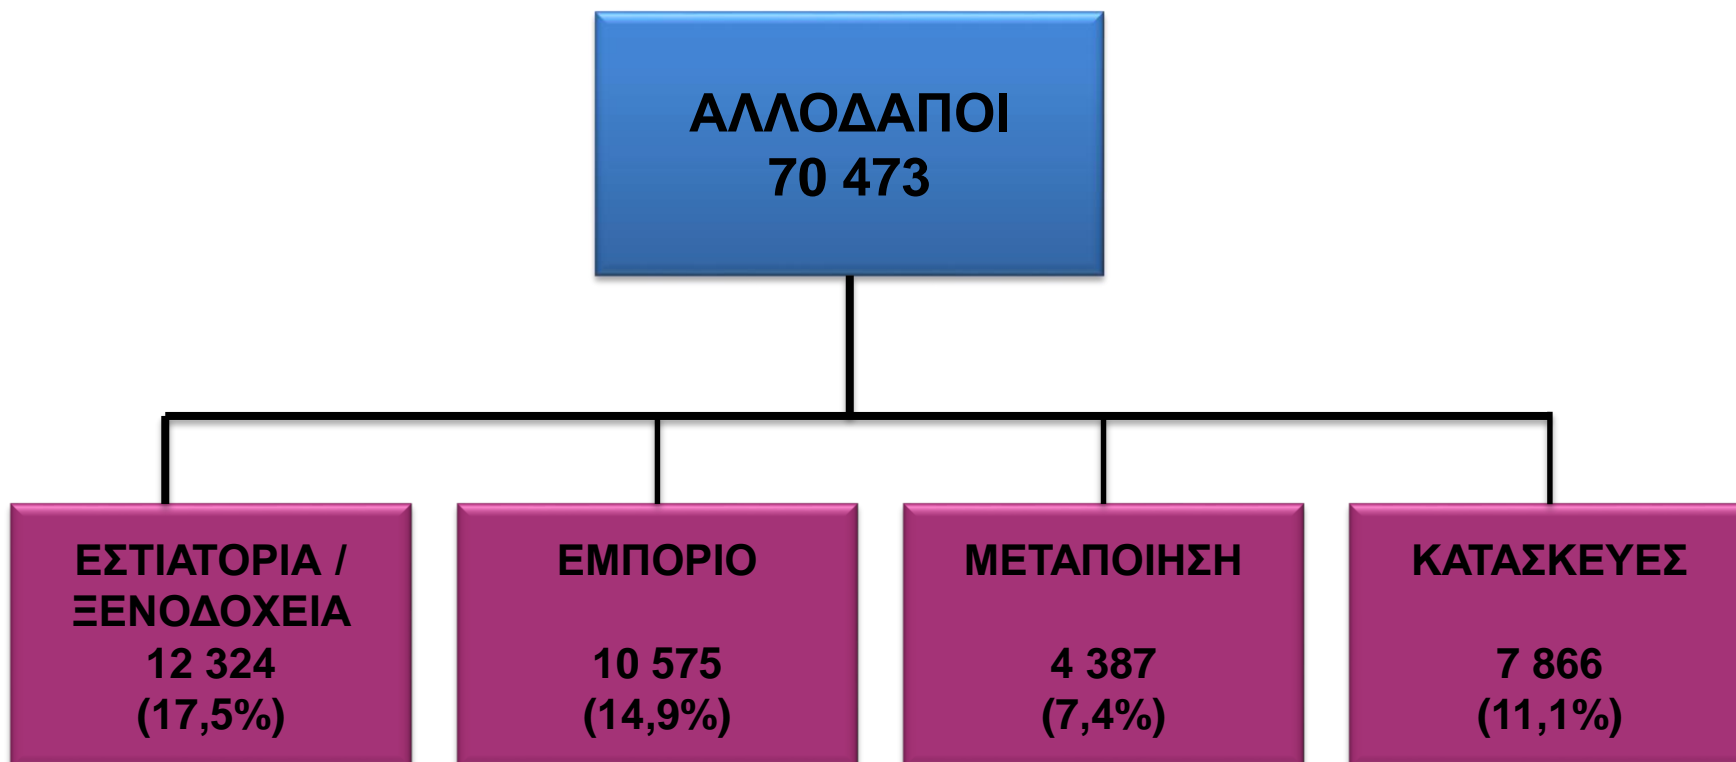 ΑΛΛΟΔΑΠΟΙ
70 473
ΕΣΤΙΑΤΟΡΙΑ /
ΞΕΝΟΔΟΧΕΙΑ
12 324
(17,5%)
ΕΜΠΟΡΙΟ
10 575
(14,9%)
ΜΕΤΑΠΟΙΗΣΗ
4 387
(7,4%)
ΚΑΤΑΣΚΕΥΕΣ
7 866
(11,1%)